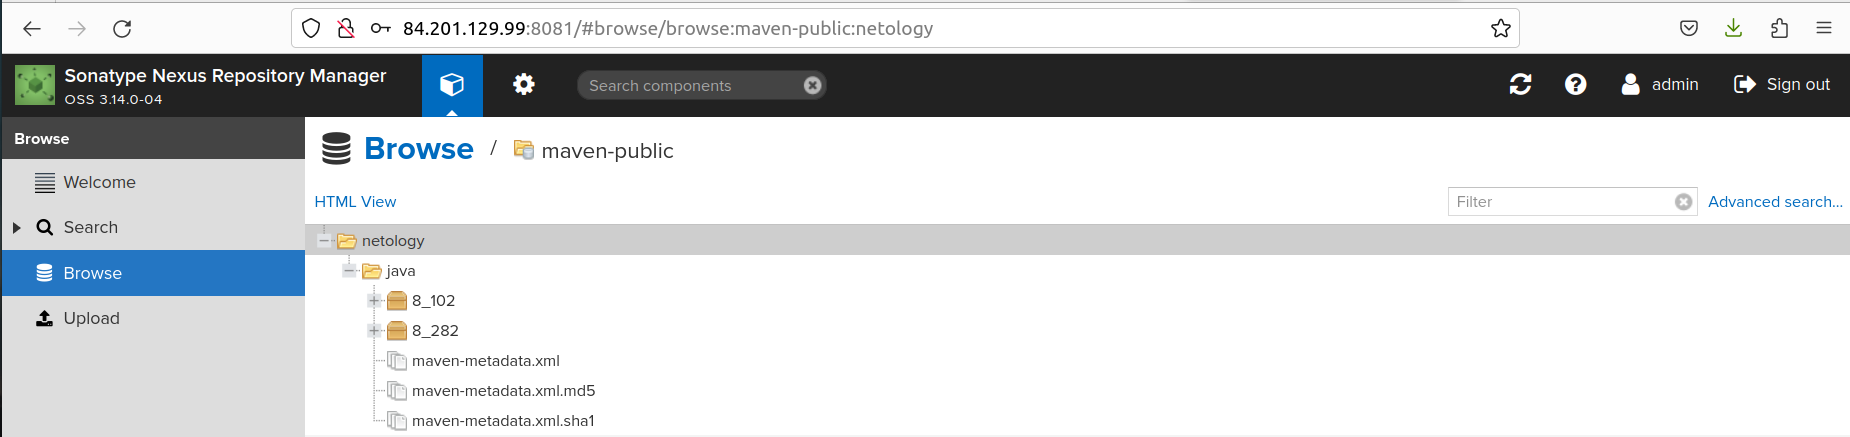 84.201.129.99:8081/#browse/browse:maven-public:netology
Sonatype Nexus Repository Manager
OSS 3.14.0-04
Search components
admin
Sign out
Browse
Welcome
Search
Browse
Upload
Browse / maven-public
HTML View
Filter
Advanced search...
netology
java
8_102
8_282
maven-metadata.xml
maven-metadata.xml.md5
maven-metadata.xml.sha1